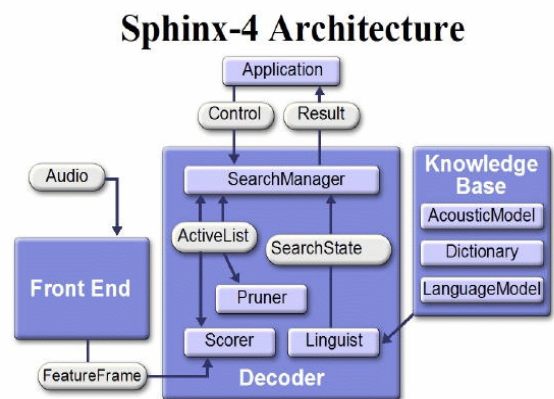 Sphinx-4 Architecture
Application
Control
Result
Audio
SearchManager
Knowledge
Base
AcousticModel
Dictionary
LanguageModel
ActiveList
SearchState
Front End
Pruner
Scorer
Linguist
FeatureFrame
Decoder